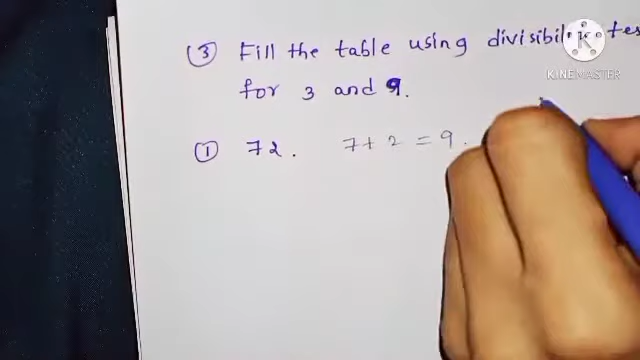 ③ Fill the table using divisibility tes
for 3 and 9.
① 72. 7+2=9.
KINEMASTER